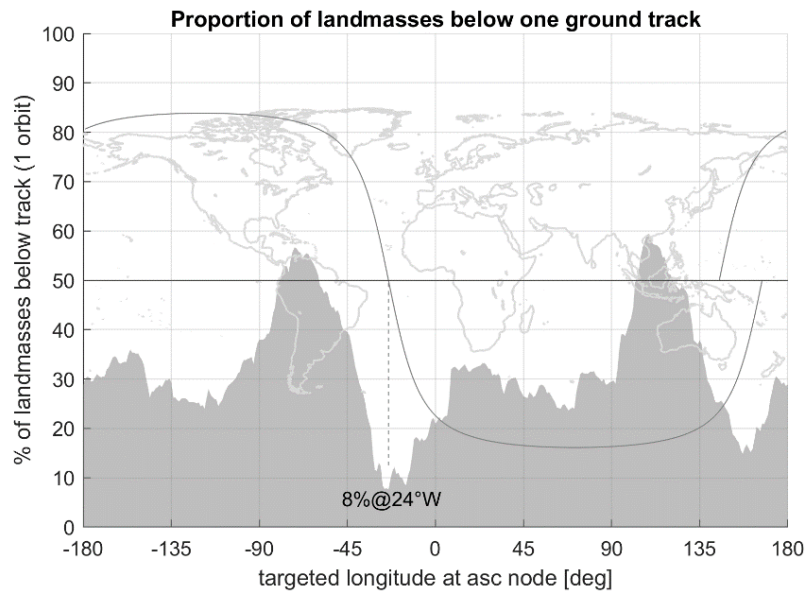 Proportion of landmasses below one ground track
% of landmasses below track (1 orbit)
100
90
80
70
60
50
40
30
20
10
0
8%@24°W
-180 -135 -90 -45 0 45 90 135 180
targeted longitude at asc node [deg]